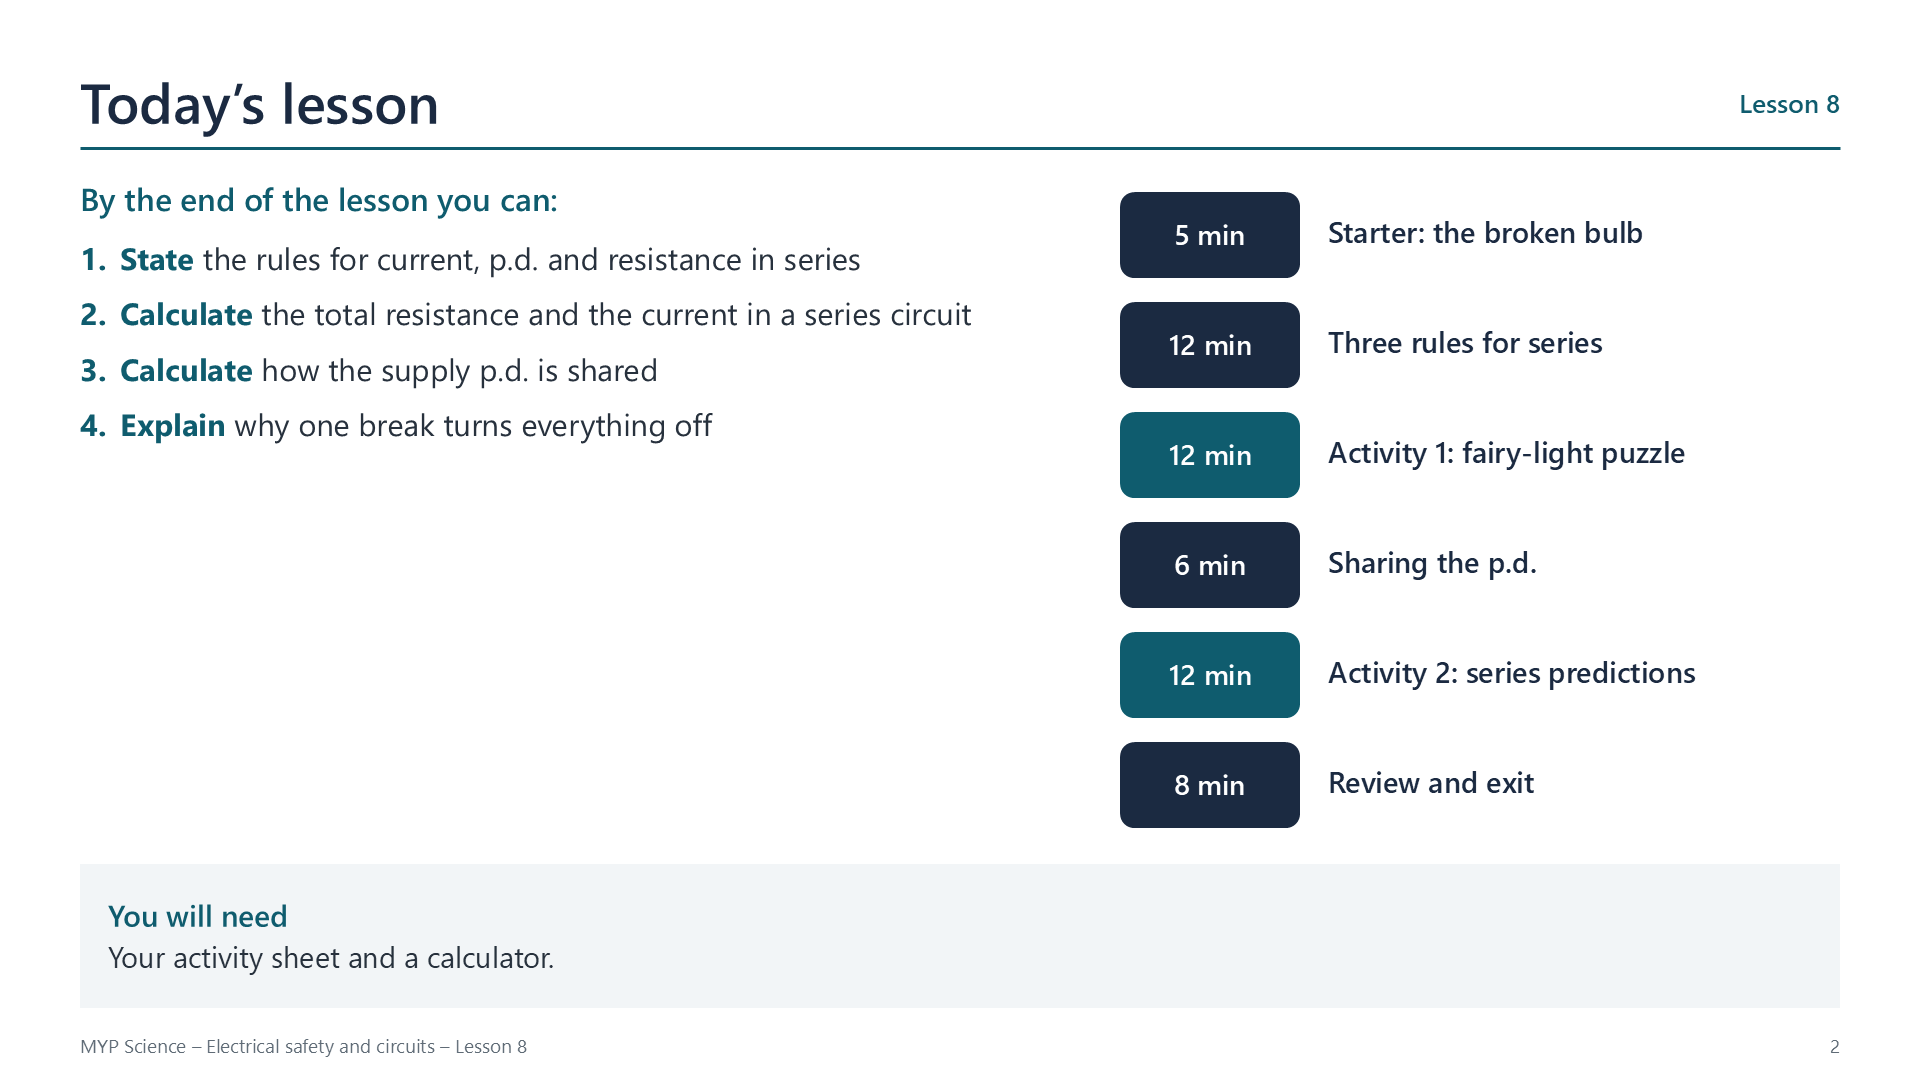 Today’s lesson
Lesson 8
By the end of the lesson you can:
1. State the rules for current, p.d. and resistance in series
2. Calculate the total resistance and the current in a series circuit
3. Calculate how the supply p.d. is shared
4. Explain why one break turns everything off
5 min Starter: the broken bulb
12 min Three rules for series
12 min Activity 1: fairy-light puzzle
6 min Sharing the p.d.
12 min Activity 2: series predictions
8 min Review and exit
You will need
Your activity sheet and a calculator.
MYP Science – Electrical safety and circuits – Lesson 8
2